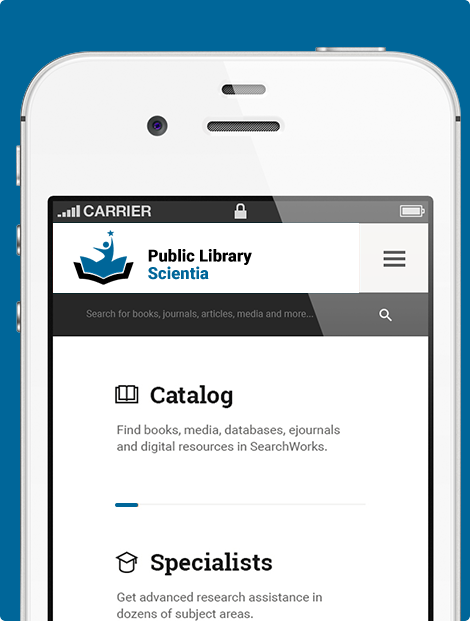 CARRIER
Public Library
Scientia
Search for books, journals, articles, media and more...
Catalog
Find books, media, databases, ejournals
and digital resources in SearchWorks.
Specialists
Get advanced research assistance in
dozens of subject areas.